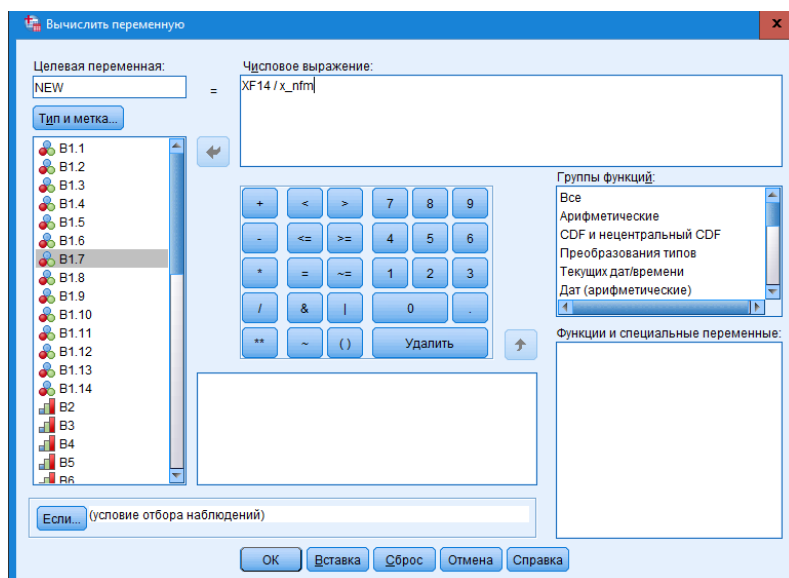 Вычислить переменную
x
Целевая переменная:
NEW
=
Числовое выражение:
XF14 / x_nfm
Тип и метка...
B1.1
B1.2
B1.3
B1.4
B1.5
B1.6
B1.7
B1.8
B1.9
B1.10
B1.11
B1.12
B1.13
B1.14
B2
B3
B4
B5
B6
+ < > 7 8 9
- <= >= 4 5 6
* = ~= 1 2 3
/ & | 0 .
** ~ ( ) Удалить
Группы функций:
Все
Арифметические
CDF и нецентральный CDF
Преобразования типов
Текущих дат/времени
Дат (арифметические)
Функции и специальные переменные:
Если... (условие отбора наблюдений)
ОК Вставка Сброс Отмена Справка